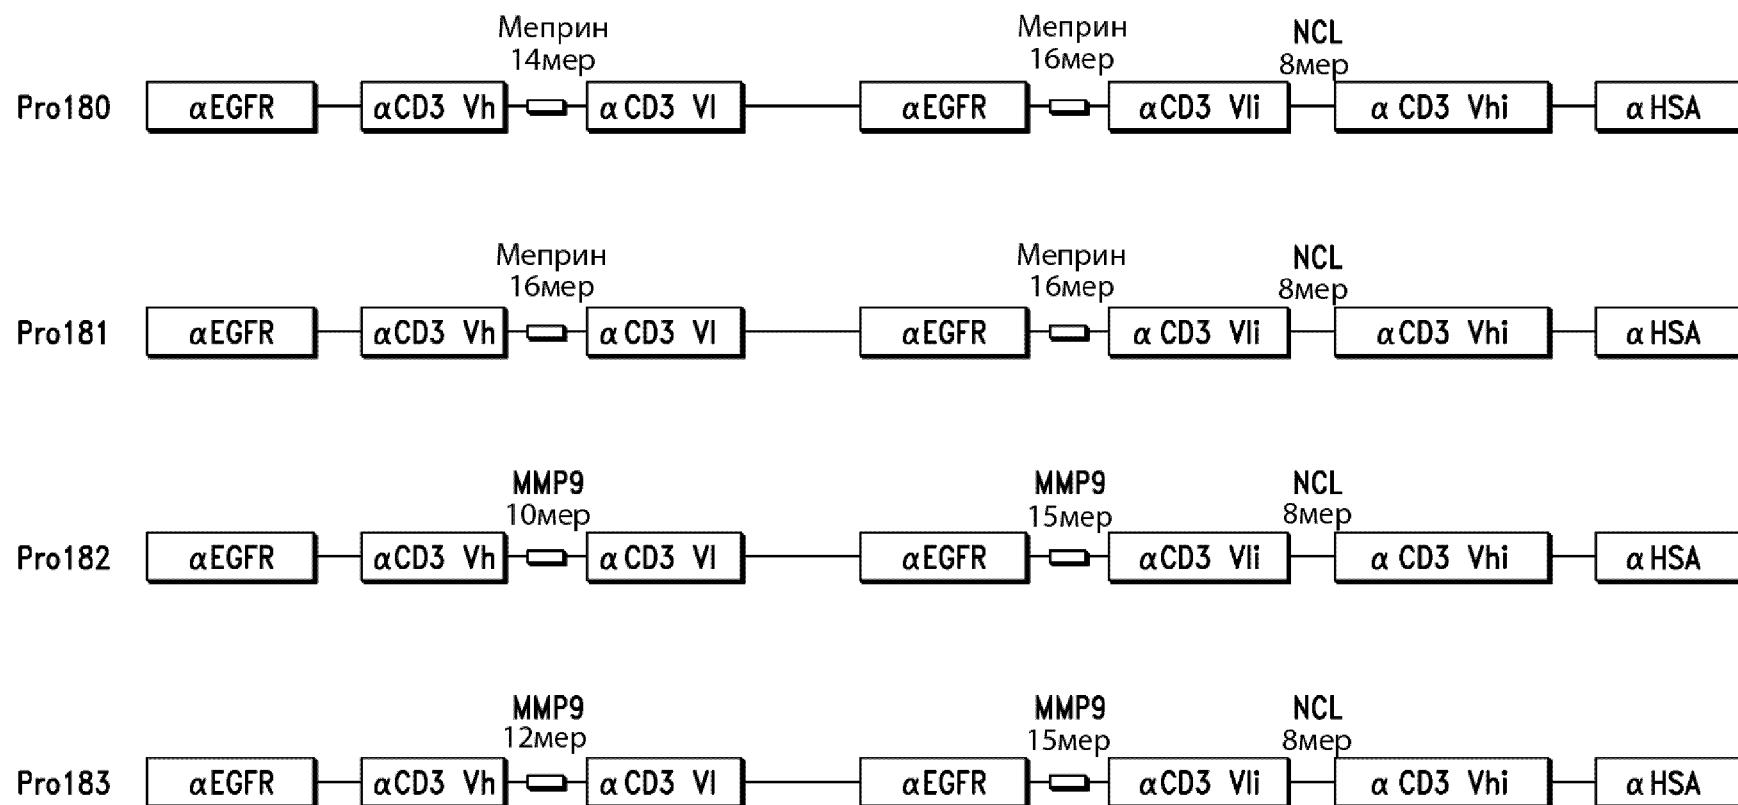 Меприн Меприн NCL
14мер 16мер 8мер
Pro180 αEGFR αCD3 Vh αCD3 Vl αEGFR αCD3 Vli αCD3 Vhi αHSA
Меприн Меприн NCL
16мер 16мер 8мер
Pro181 αEGFR αCD3 Vh αCD3 Vl αEGFR αCD3 Vli αCD3 Vhi αHSA
MMP9 MMP9 NCL
10мер 15мер 8мер
Pro182 αEGFR αCD3 Vh αCD3 Vl αEGFR αCD3 Vli αCD3 Vhi αHSA
MMP9 MMP9 NCL
12мер 15мер 8мер
Pro183 αEGFR αCD3 Vh αCD3 Vl αEGFR αCD3 Vli αCD3 Vhi αHSA